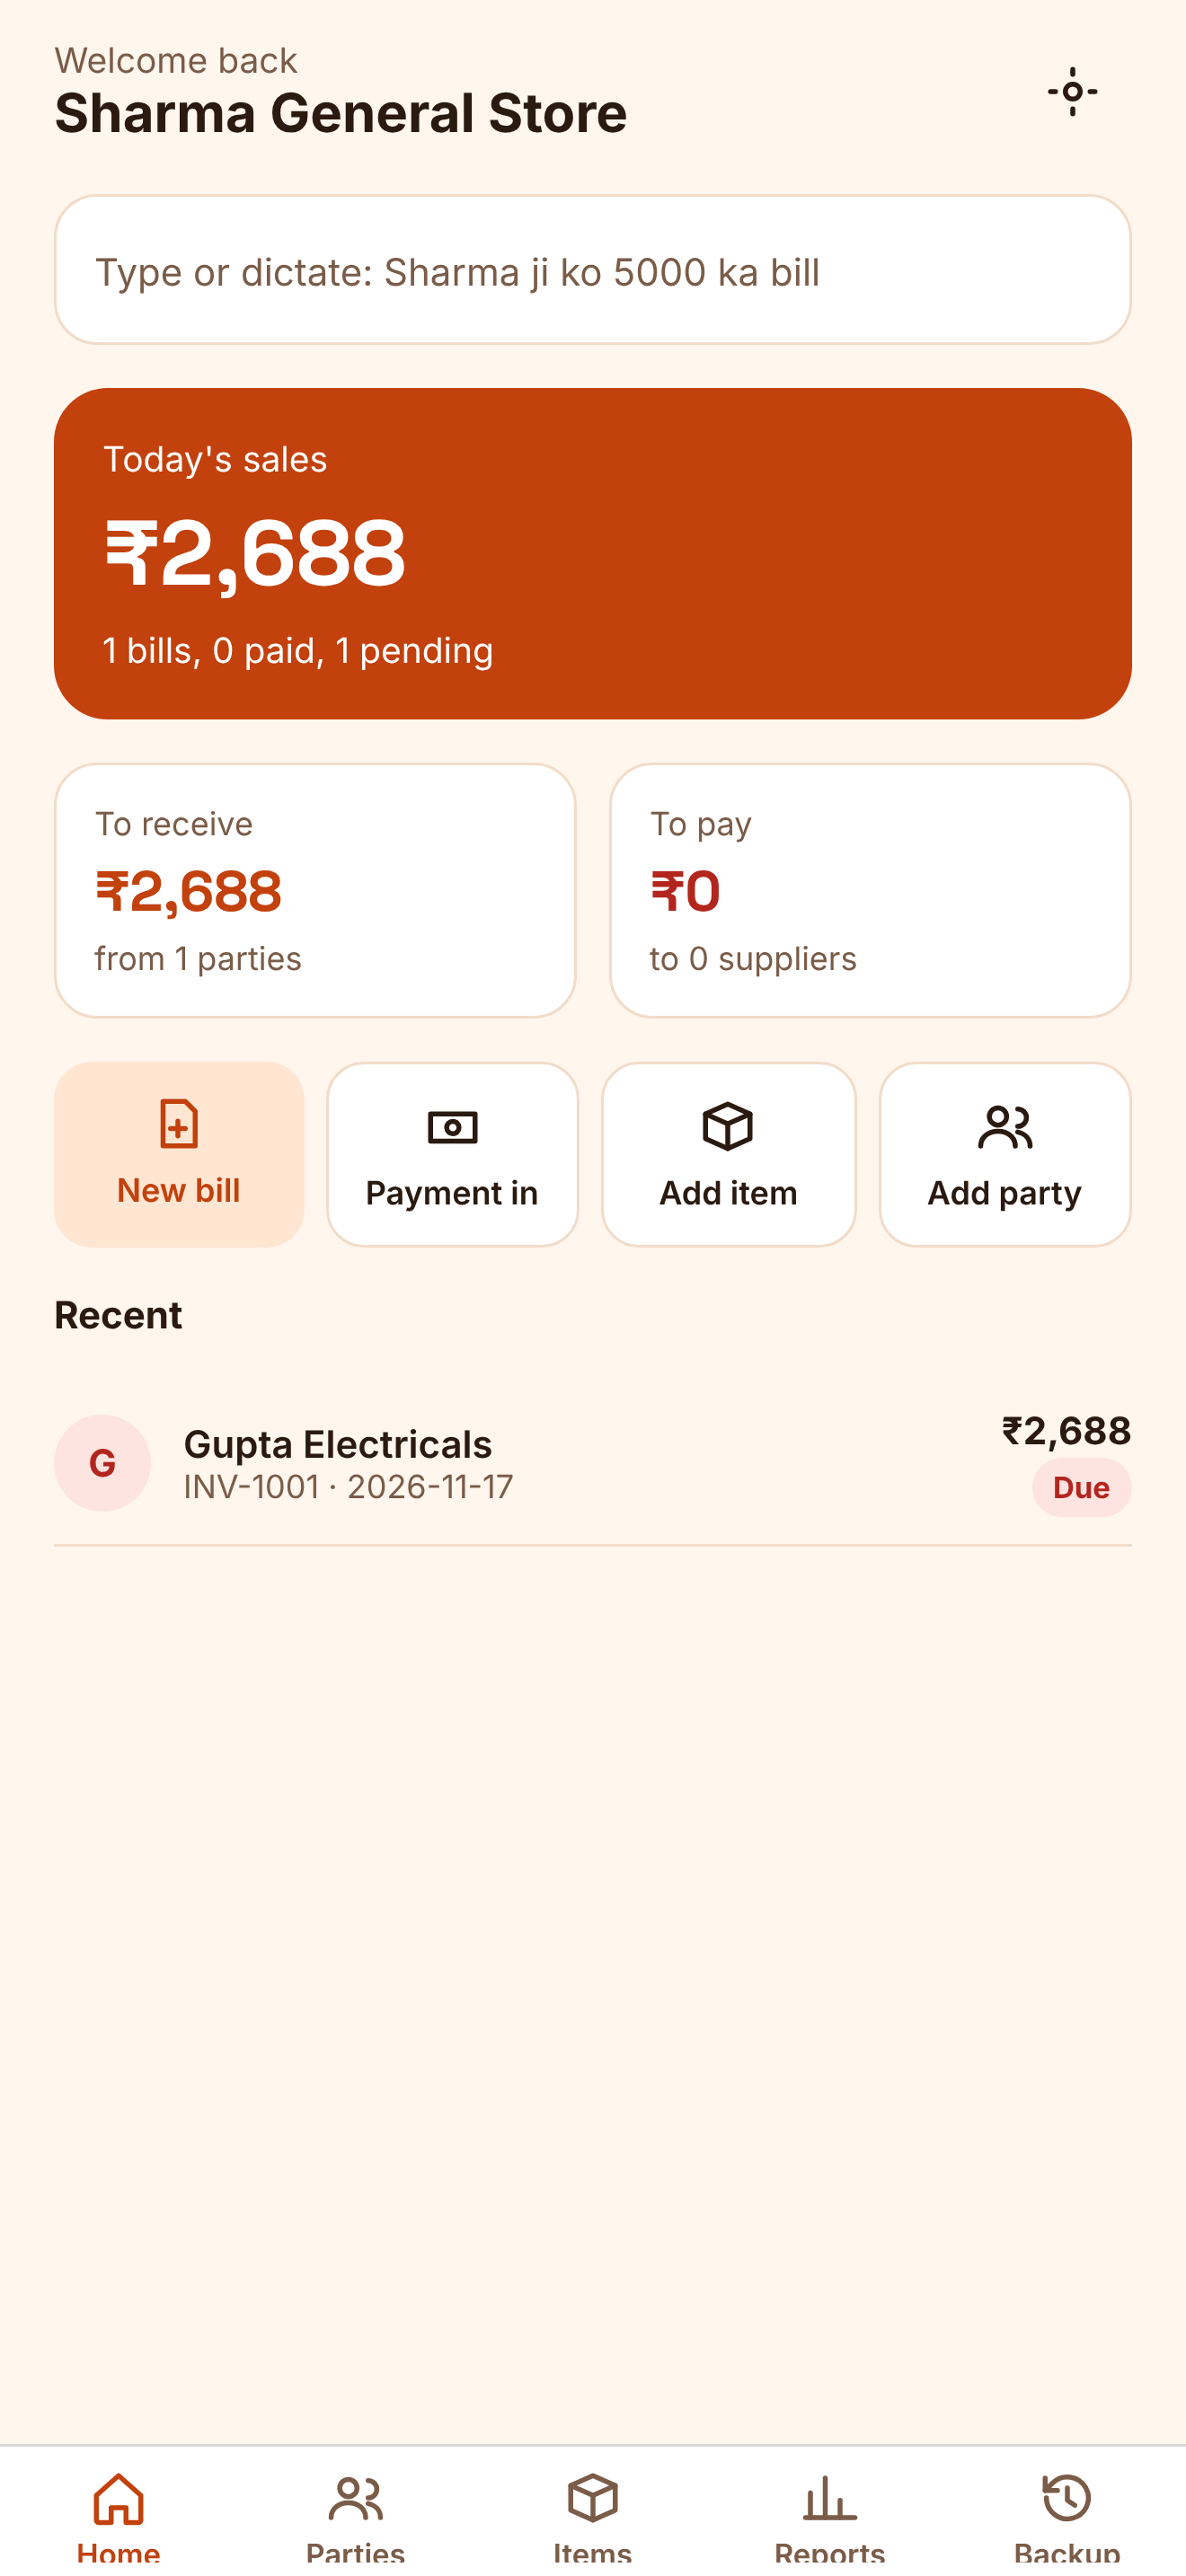 Welcome back
Sharma General Store
Type or dictate: Sharma ji ko 5000 ka bill
Today's sales
₹2,688
1 bills, 0 paid, 1 pending
To receive
₹2,688
from 1 parties
To pay
₹0
to 0 suppliers
New bill
Payment in
Add item
Add party
Recent
G
Gupta Electricals
INV-1001 · 2026-11-17
₹2,688
Due
Home
Parties
Items
Reports
Backup